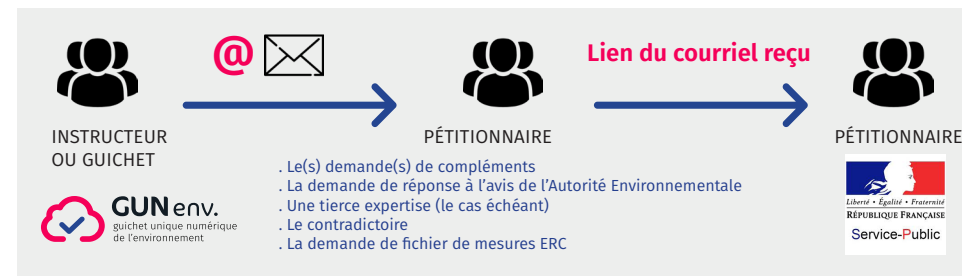 @
Lien du courriel reçu
INSTRUCTEUR
OU GUICHET
PÉTITIONNAIRE
PÉTITIONNAIRE
. Le(s) demande(s) de compléments
. La demande de réponse à l’avis de l’Autorité Environnementale
. Une tierce expertise (le cas échéant)
. Le contradictoire
. La demande de fichier de mesures ERC
GUN env.
guichet unique numérique
de l'environnement
Liberté • Égalité • Fraternité
RÉPUBLIQUE FRANÇAISE
Service-Public